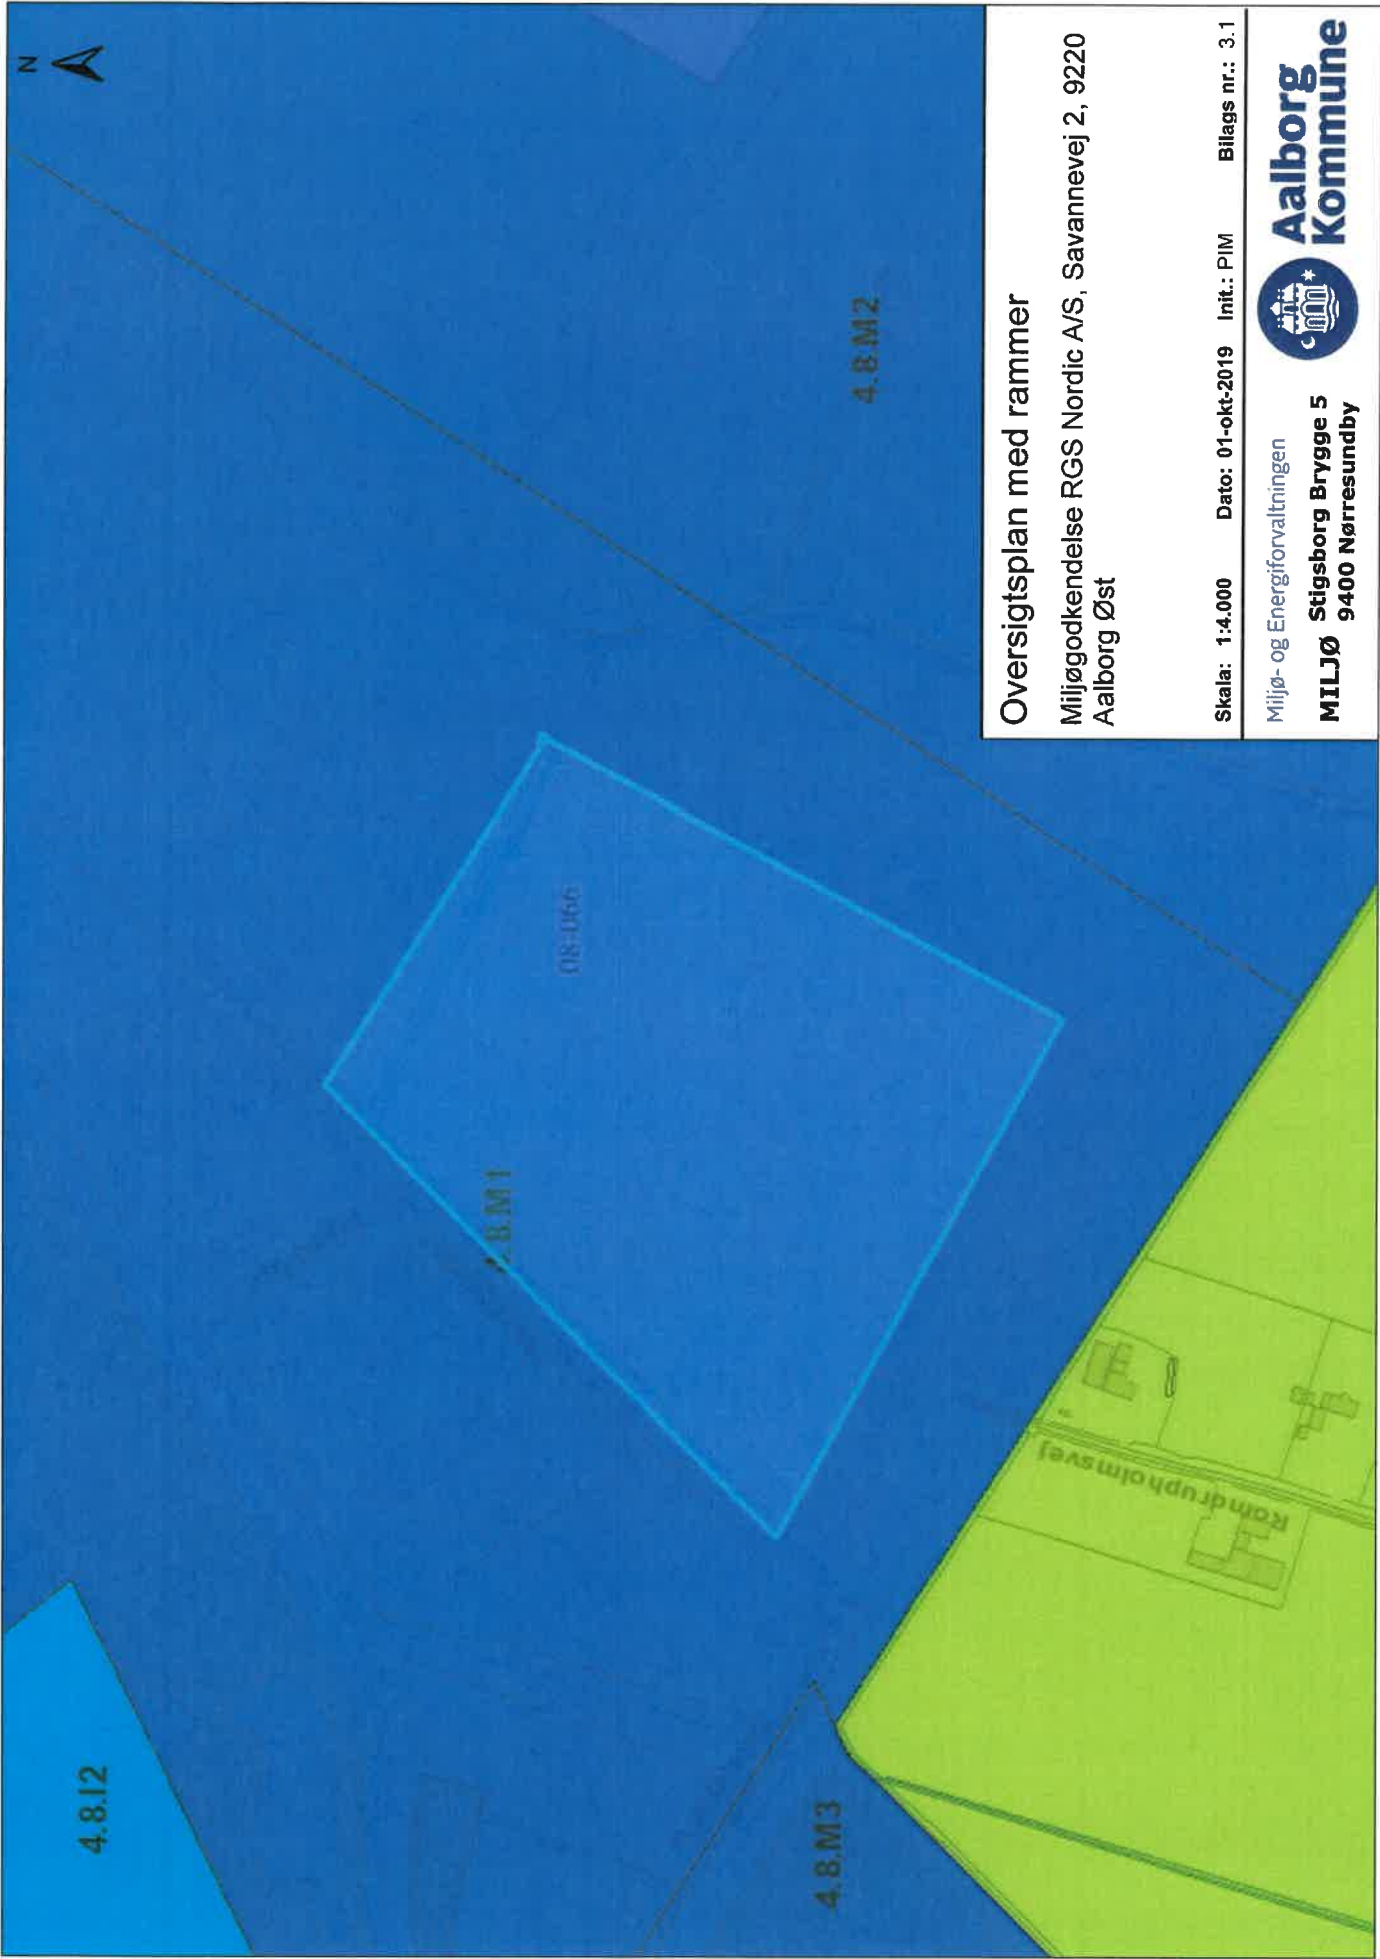 N
4.8.I2
4.8.M1
08-066
4.8.M2
4.8.M3
Romdrupholmsvej
Oversigtsplan med rammer
Miljøgodkendelse RGS Nordic A/S, Savannevej 2, 9220
Aalborg Øst
Skala: 1:4.000 Dato: 01-okt-2019 Init.: PIM Bilags nr.: 3.1
Miljø- og Energiforvaltningen
MILJØ Stigsborg Brygge 5
9400 Nørresundby
Aalborg
Kommune